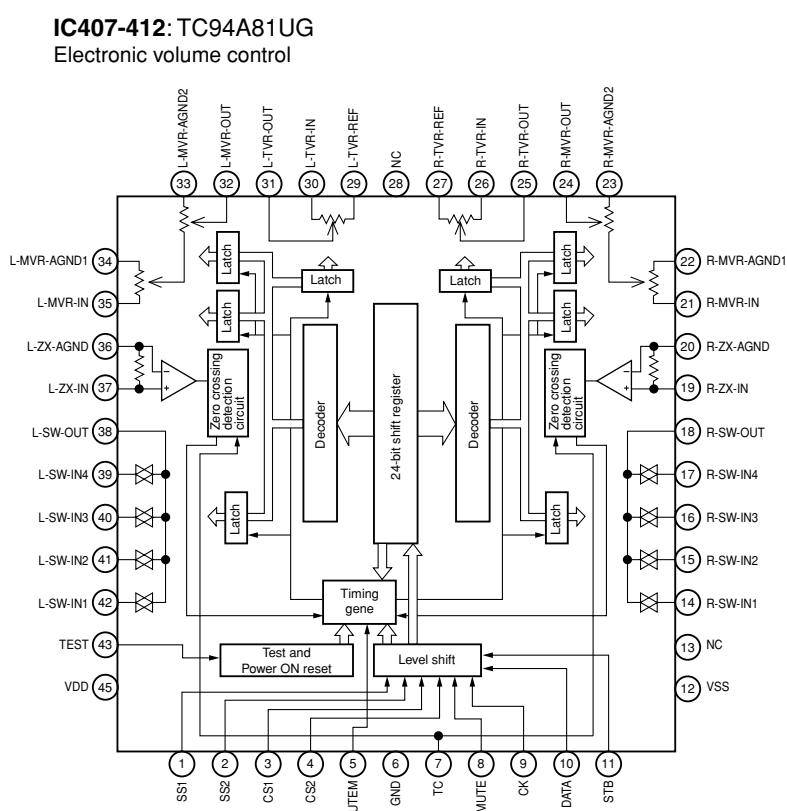 IC407-412: TC94A81UG
Electronic volume control
L-MVR-AGND2
L-MVR-OUT
L-TVR-OUT
L-TVR-IN
L-TVR-REF
NC
R-TVR-REF
R-TVR-IN
R-TVR-OUT
R-MVR-OUT
R-MVR-AGND2
33
32
31
30
29
28
27
26
25
24
23
L-MVR-AGND1 34
L-MVR-IN 35
L-ZX-AGND 36
L-ZX-IN 37
L-SW-OUT 38
L-SW-IN4 39
L-SW-IN3 40
L-SW-IN2 41
L-SW-IN1 42
TEST 43
VDD 45
22 R-MVR-AGND1
21 R-MVR-IN
20 R-ZX-AGND
19 R-ZX-IN
18 R-SW-OUT
17 R-SW-IN4
16 R-SW-IN3
15 R-SW-IN2
14 R-SW-IN1
13 NC
12 VSS
Latch
Latch
Latch
Latch
Latch
Latch
Latch
Latch
−
+
−
+
Zero crossing
detection
circuit
Decoder
24-bit shift register
Decoder
Zero crossing
detection
circuit
Timing
gene
Test and
Power ON reset
Level shift
1
2
3
4
5
6
7
8
9
10
11
SS1
SS2
CS1
CS2
UTEM
GND
TC
MUTE
CK
DATA
STB